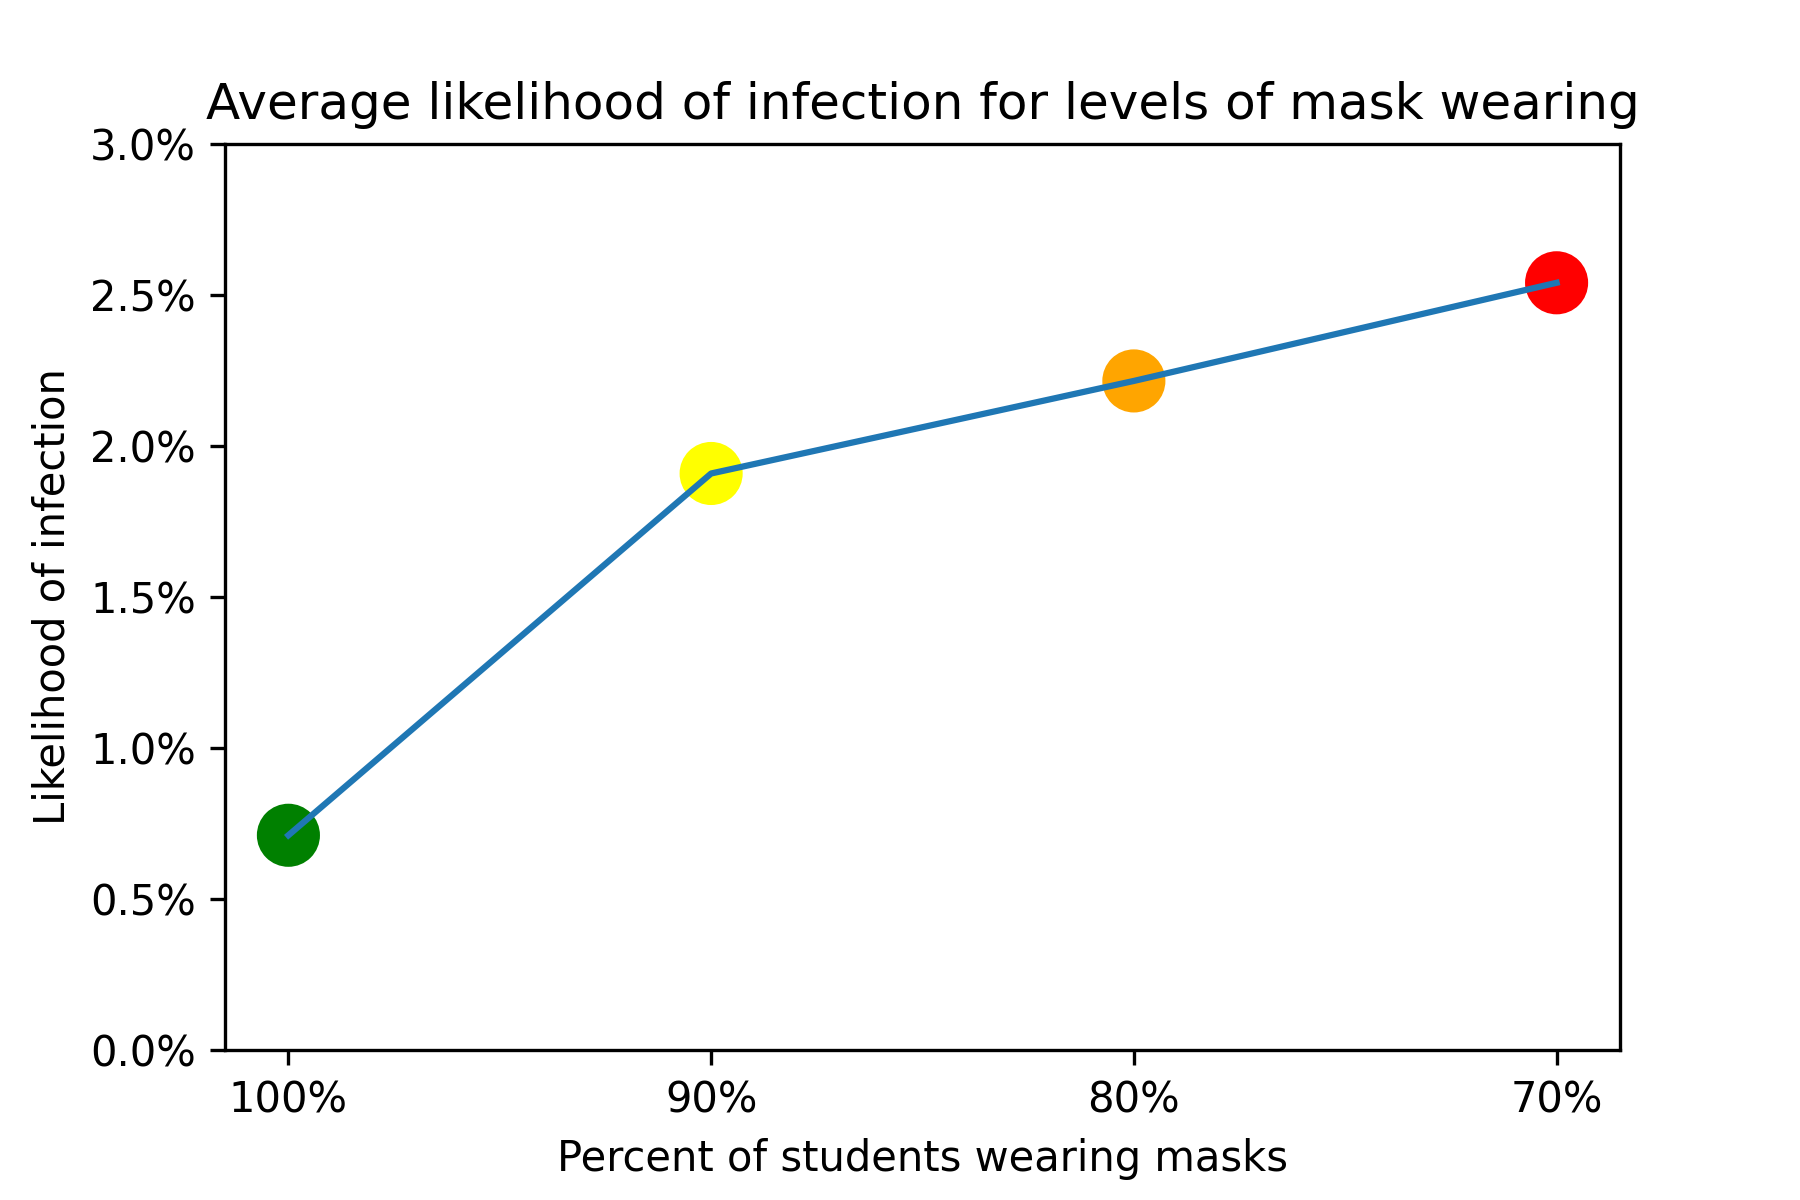 Average likelihood of infection for levels of mask wearing
3.0%
2.5%
2.0%
1.5%
1.0%
0.5%
0.0%
Likelihood of infection
100% 90% 80% 70%
Percent of students wearing masks